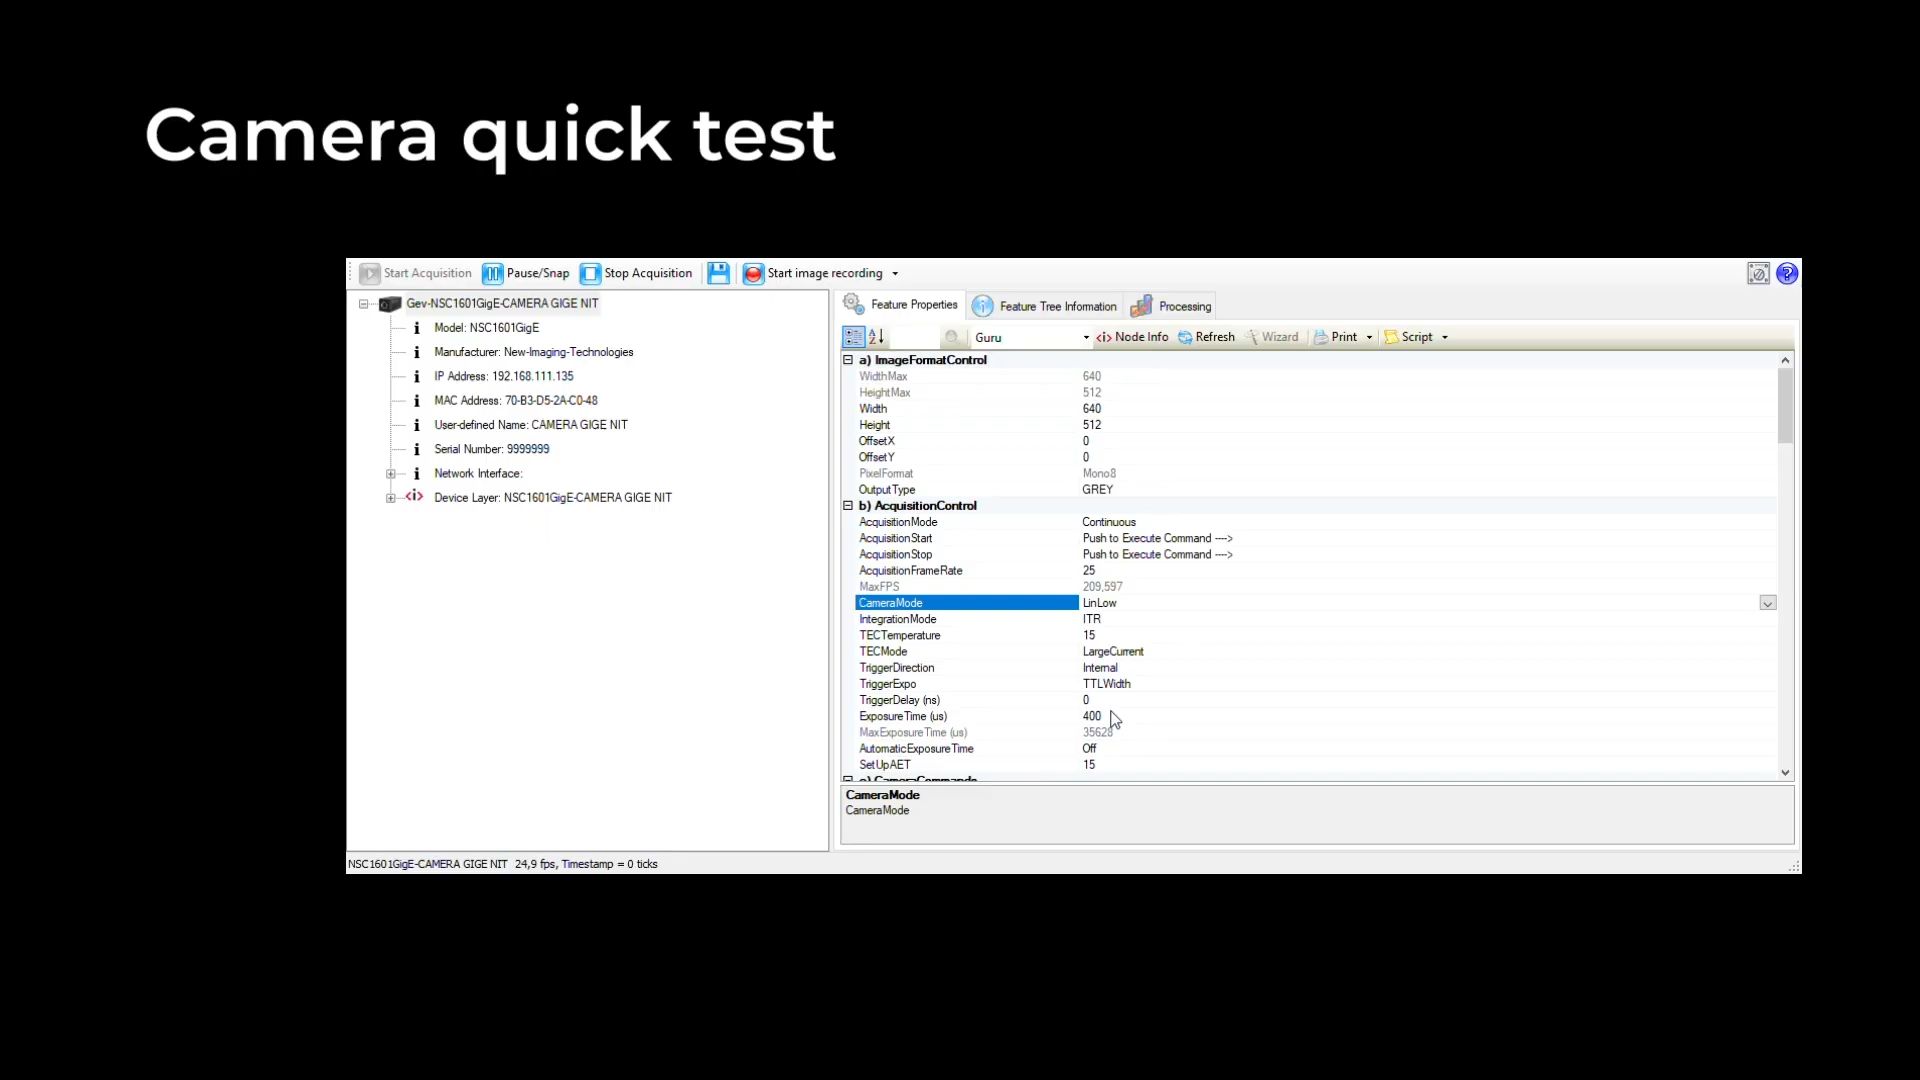 Camera quick test
Start Acquisition Pause/Snap Stop Acquisition Start image recording
Gev-NSC1601GigE-CAMERA GIGE NIT
Model: NSC1601GigE
Manufacturer: New-Imaging-Technologies
IP Address: 192.168.111.135
MAC Address: 70-B3-D5-2A-C0-48
User-defined Name: CAMERA GIGE NIT
Serial Number: 9999999
Network Interface:
Device Layer: NSC1601GigE-CAMERA GIGE NIT
Feature Properties Feature Tree Information Processing
Guru Node Info Refresh Wizard Print Script
a) ImageFormatControl
WidthMax 640
HeightMax 512
Width 640
Height 512
OffsetX 0
OffsetY 0
PixelFormat Mono8
OutputType GREY
b) AcquisitionControl
AcquisitionMode Continuous
AcquisitionStart Push to Execute Command ---->
AcquisitionStop Push to Execute Command ---->
AcquisitionFrameRate 25
MaxFPS 209,597
CameraMode LinLow
IntegrationMode ITR
TECTemperature 15
TECMode LargeCurrent
TriggerDirection Internal
TriggerExpo TTLWidth
TriggerDelay (ns) 0
ExposureTime (us) 400
MaxExposureTime (us) 35628
AutomaticExposureTime Off
SetUpAET 15
c) CameraCommands
CameraMode
CameraMode
NSC1601GigE-CAMERA GIGE NIT 24,9 fps, Timestamp = 0 ticks